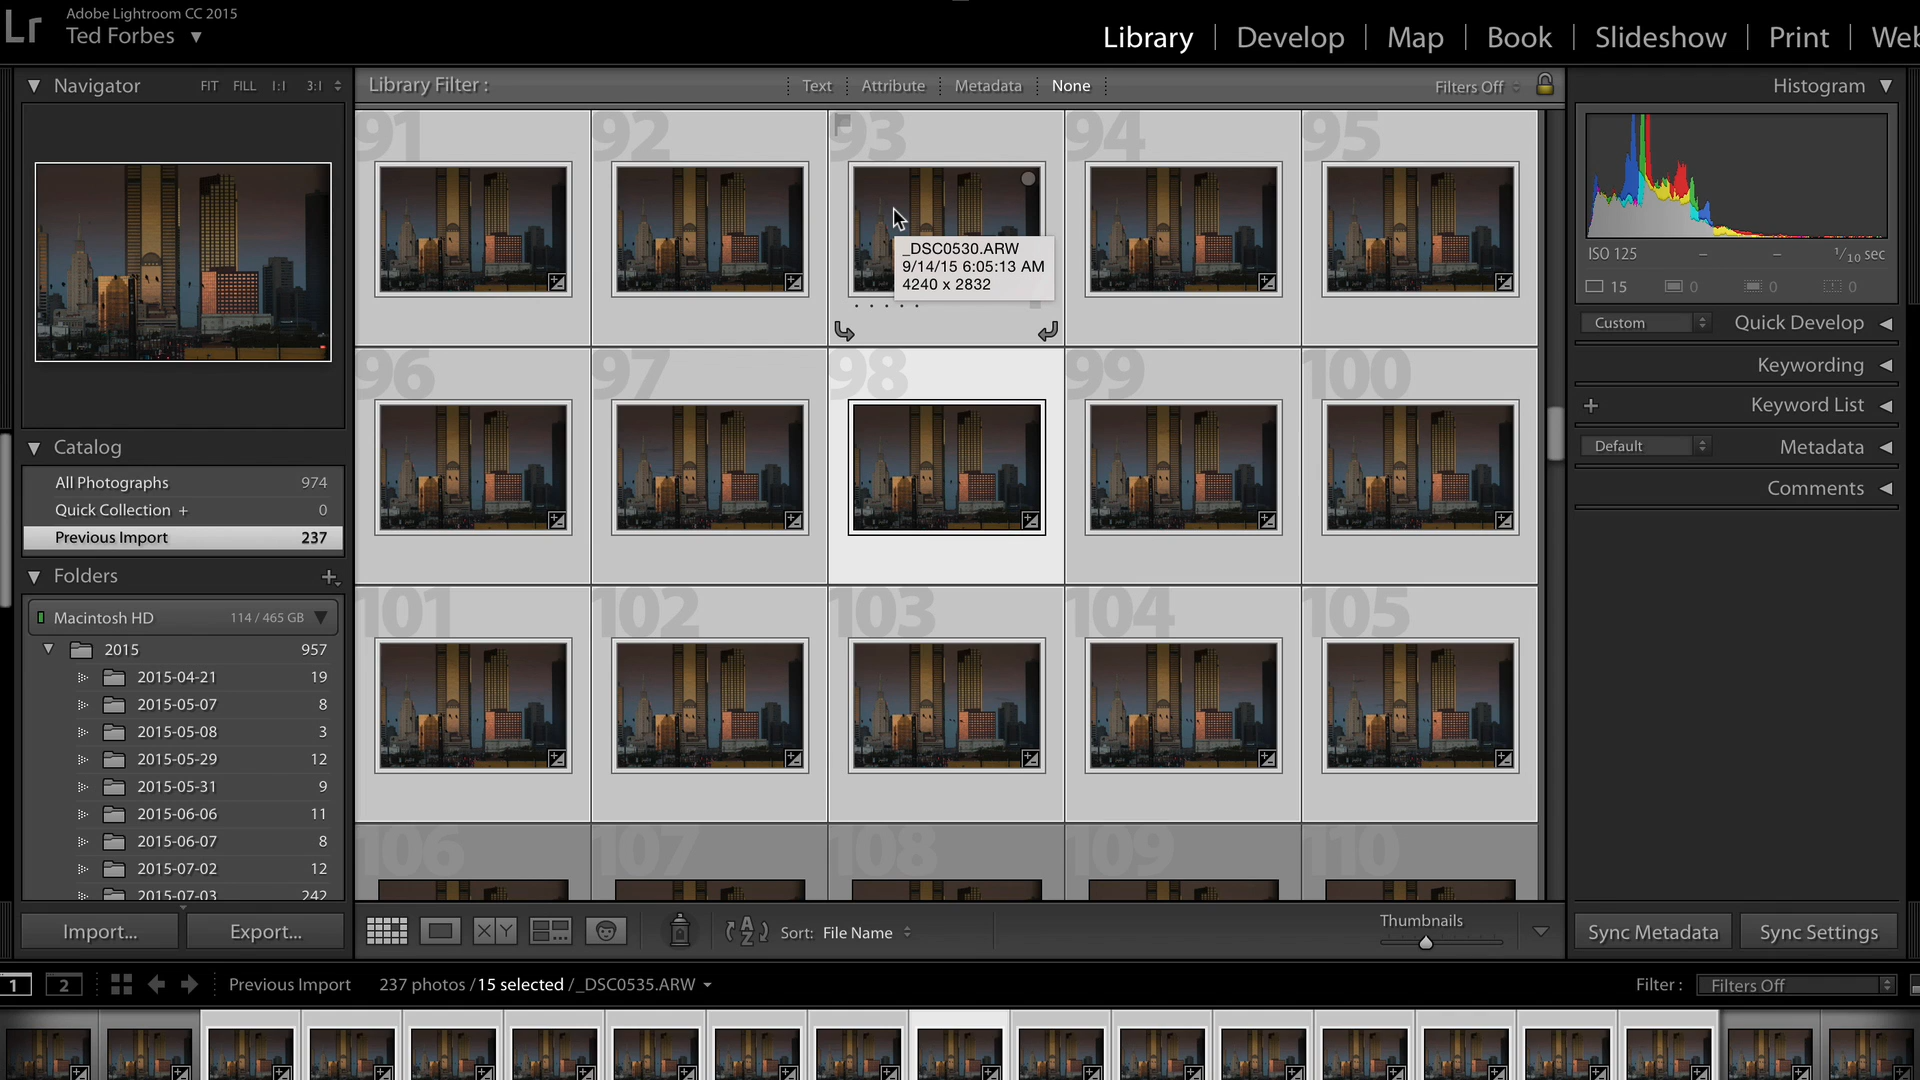 Lr
Adobe Lightroom CC 2015
Ted Forbes
Library
Develop
Map
Book
Slideshow
Print
Web
Navigator
FIT
FILL
1:1
3:1
Library Filter :
Text
Attribute
Metadata
None
Filters Off
Histogram
91
92
93
94
95
_DSC0530.ARW
9/14/15 6:05:13 AM
4240 x 2832
ISO 125
1/10 sec
15
0
0
0
Custom
Quick Develop
Keywording
Keyword List
Default
Metadata
Comments
96
97
98
99
100
Catalog
All Photographs 974
Quick Collection + 0
Previous Import 237
Folders
Macintosh HD 114 / 465 GB
2015 957
2015-04-21 19
2015-05-07 8
2015-05-08 3
2015-05-29 12
2015-05-31 9
2015-06-06 11
2015-06-07 8
2015-07-02 12
2015-07-03 242
101
102
103
104
105
106
107
108
109
110
Import...
Export...
XY
AZ
Sort: File Name
Thumbnails
Sync Metadata
Sync Settings
1
2
Previous Import
237 photos / 15 selected / _DSC0535.ARW
Filter :
Filters Off